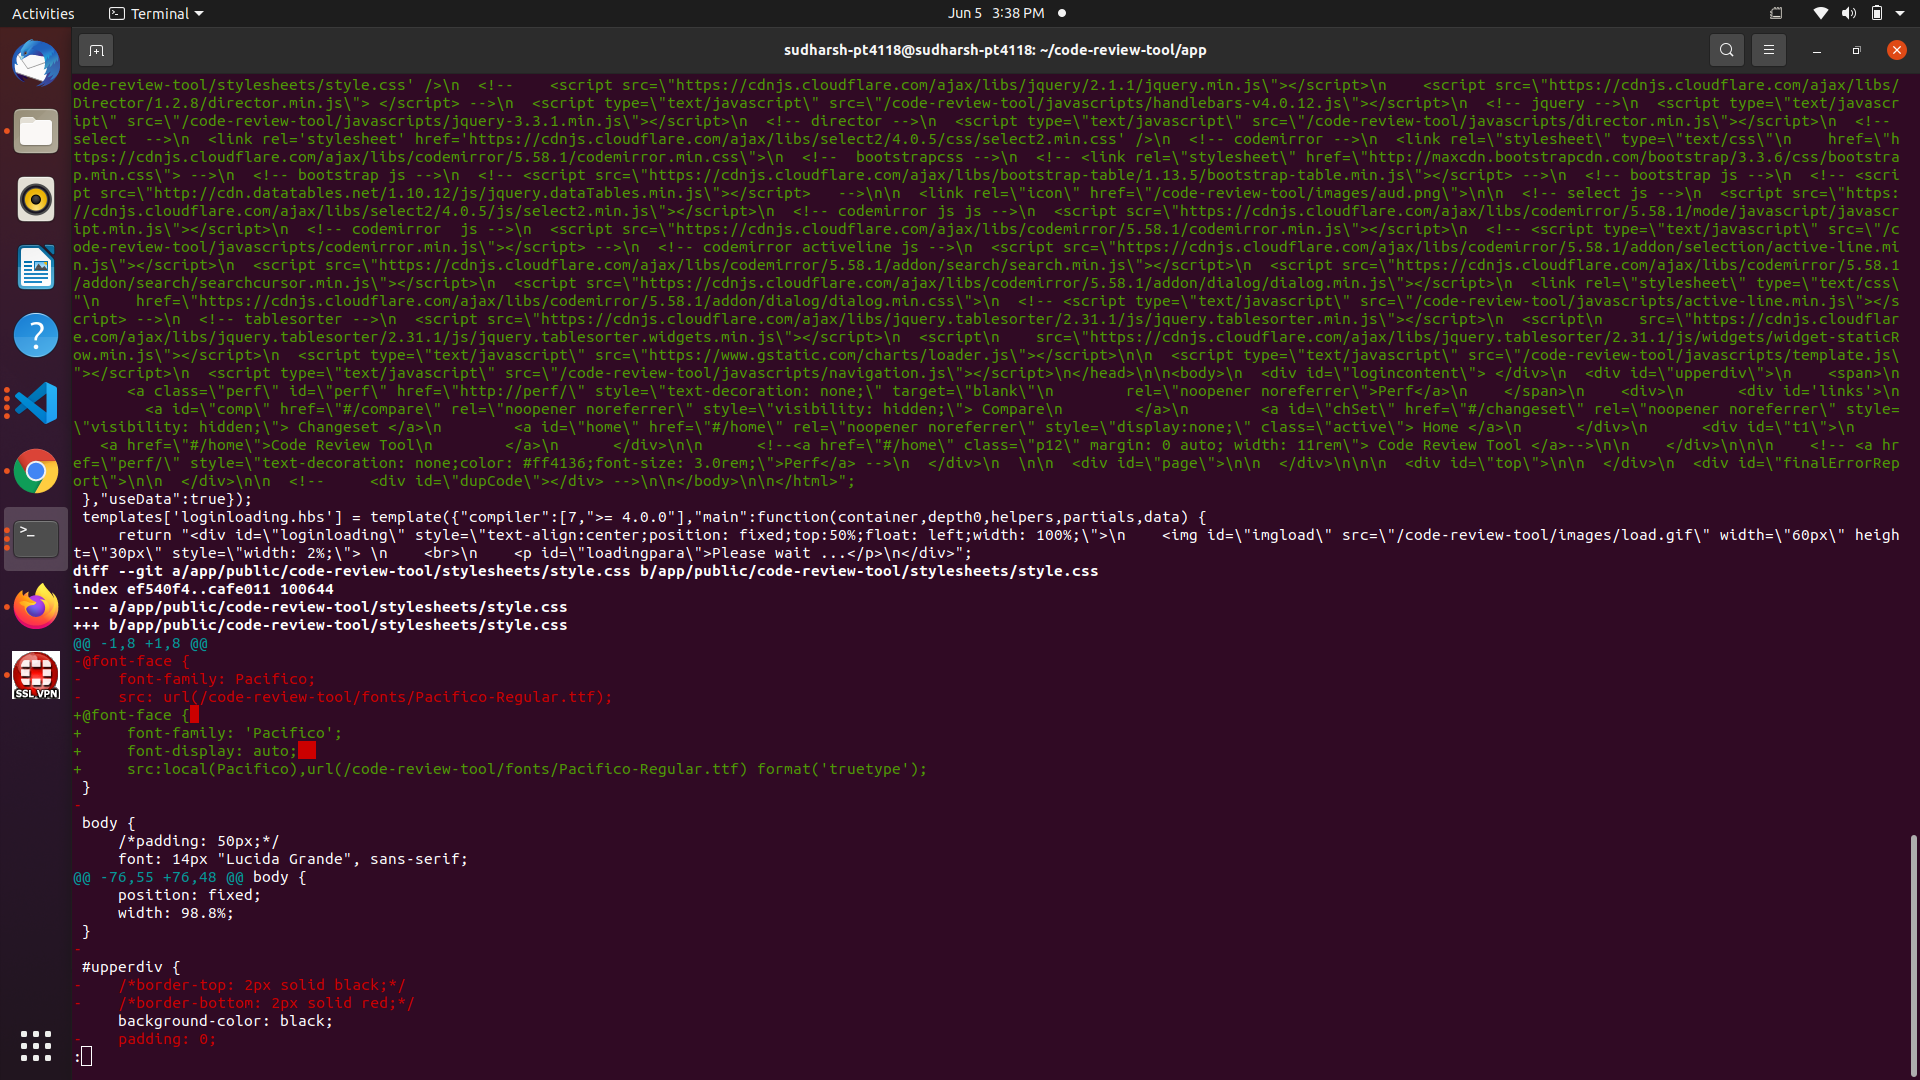 Activities
Terminal
Jun 5 3:38 PM
sudharsh-pt4118@sudharsh-pt4118: ~/code-review-tool/app
ode-review-tool/stylesheets/style.css' />\n  <!--    <script src=\"https://cdnjs.cloudflare.com/ajax/libs/jquery/2.1.1/jquery.min.js\"></script>\n    <script src=\"https://cdnjs.cloudflare.com/ajax/libs/
Director/1.2.8/director.min.js\"> </script> -->\n  <script type=\"text/javascript\" src=\"/code-review-tool/javascripts/handlebars-v4.0.12.js\"></script>\n  <!-- jquery -->\n  <script type=\"text/javascr
ipt\" src=\"/code-review-tool/javascripts/jquery-3.3.1.min.js\"></script>\n  <!-- director -->\n  <script type=\"text/javascript\" src=\"/code-review-tool/javascripts/director.min.js\"></script>\n  <!--
select  -->\n  <link rel='stylesheet' href='https://cdnjs.cloudflare.com/ajax/libs/select2/4.0.5/css/select2.min.css' />\n  <!-- codemirror -->\n  <link rel=\"stylesheet\" type=\"text/css\"\n    href=\"h
ttps://cdnjs.cloudflare.com/ajax/libs/codemirror/5.58.1/codemirror.min.css\">\n  <!--  bootstrapcss -->\n  <!-- <link rel=\"stylesheet\" href=\"http://maxcdn.bootstrapcdn.com/bootstrap/3.3.6/css/bootstra
p.min.css\"> -->\n  <!-- bootstrap js -->\n  <!-- <script src=\"https://cdnjs.cloudflare.com/ajax/libs/bootstrap-table/1.13.5/bootstrap-table.min.js\"></script> -->\n  <!-- bootstrap js -->\n  <!-- <scri
pt src=\"http://cdn.datatables.net/1.10.12/js/jquery.dataTables.min.js\"></script>   -->\n\n  <link rel=\"icon\" href=\"/code-review-tool/images/aud.png\">\n\n  <!-- select js -->\n  <script src=\"https:
//cdnjs.cloudflare.com/ajax/libs/select2/4.0.5/js/select2.min.js\"></script>\n  <!-- codemirror js js -->\n  <script scr=\"https://cdnjs.cloudflare.com/ajax/libs/codemirror/5.58.1/mode/javascript/javascr
ipt.min.js\"></script>\n  <!-- codemirror  js -->\n  <script src=\"https://cdnjs.cloudflare.com/ajax/libs/codemirror/5.58.1/codemirror.min.js\"></script>\n  <!-- <script type=\"text/javascript\" src=\"/c
ode-review-tool/javascripts/codemirror.min.js\"></script> -->\n  <!-- codemirror activeline js -->\n  <script src=\"https://cdnjs.cloudflare.com/ajax/libs/codemirror/5.58.1/addon/selection/active-line.mi
n.js\"></script>\n  <script src=\"https://cdnjs.cloudflare.com/ajax/libs/codemirror/5.58.1/addon/search/search.min.js\"></script>\n  <script src=\"https://cdnjs.cloudflare.com/ajax/libs/codemirror/5.58.1
/addon/search/searchcursor.min.js\"></script>\n  <script src=\"https://cdnjs.cloudflare.com/ajax/libs/codemirror/5.58.1/addon/dialog/dialog.min.js\"></script>\n  <link rel=\"stylesheet\" type=\"text/css\
"\n    href=\"https://cdnjs.cloudflare.com/ajax/libs/codemirror/5.58.1/addon/dialog/dialog.min.css\">\n  <!-- <script type=\"text/javascript\" src=\"/code-review-tool/javascripts/active-line.min.js\"></s
cript> -->\n  <!-- tablesorter -->\n  <script src=\"https://cdnjs.cloudflare.com/ajax/libs/jquery.tablesorter/2.31.1/js/jquery.tablesorter.min.js\"></script>\n  <script\n    src=\"https://cdnjs.cloudflar
e.com/ajax/libs/jquery.tablesorter/2.31.1/js/jquery.tablesorter.widgets.min.js\"></script>\n  <script\n    src=\"https://cdnjs.cloudflare.com/ajax/libs/jquery.tablesorter/2.31.1/js/widgets/widget-staticR
ow.min.js\"></script>\n  <script type=\"text/javascript\" src=\"https://www.gstatic.com/charts/loader.js\"></script>\n\n  <script type=\"text/javascript\" src=\"/code-review-tool/javascripts/template.js\
"></script>\n  <script type=\"text/javascript\" src=\"/code-review-tool/javascripts/navigation.js\"></script>\n</head>\n\n<body>\n  <div id=\"logincontent\"> </div>\n  <div id=\"upperdiv\">\n    <span>\n
      <a class=\"perf\" id=\"perf\" href=\"http://perf/\" style=\"text-decoration: none;\" target=\"blank\"\n        rel=\"noopener noreferrer\">Perf</a>\n      </span>\n    <div>\n      <div id='links'>\n
        <a id=\"comp\" href=\"#/compare\" rel=\"noopener noreferrer\" style=\"visibility: hidden;\"> Compare\n        </a>\n        <a id=\"chSet\" href=\"#/changeset\" rel=\"noopener noreferrer\" style=
\"visibility: hidden;\"> Changeset </a>\n        <a id=\"home\" href=\"#/home\" rel=\"noopener noreferrer\" style=\"display:none;\" class=\"active\"> Home </a>\n      </div>\n      <div id=\"t1\">\n
   <a href=\"#/home\">Code Review Tool\n        </a>\n      </div>\n\n      <!--<a href=\"#/home\" class=\"p12\" margin: 0 auto; width: 11rem\"> Code Review Tool </a>-->\n\n    </div>\n\n\n    <!-- <a hr
ef=\"perf/\" style=\"text-decoration: none;color: #ff4136;font-size: 3.0rem;\">Perf</a> -->\n  </div>\n  \n\n  <div id=\"page\">\n\n  </div>\n\n\n  <div id=\"top\">\n\n  </div>\n  <div id=\"finalErrorRep
ort\">\n\n  </div>\n\n  <!--     <div id=\"dupCode\"></div> -->\n\n</body>\n\n</html>";
 },"useData":true});
 templates['loginloading.hbs'] = template({"compiler":[7,">= 4.0.0"],"main":function(container,depth0,helpers,partials,data) {
     return "<div id=\"loginloading\" style=\"text-align:center;position: fixed;top:50%;float: left;width: 100%;\">\n    <img id=\"imgload\" src=\"/code-review-tool/images/load.gif\" width=\"60px\" heigh
t=\"30px\" style=\"width: 2%;\"> \n    <br>\n    <p id=\"loadingpara\">Please wait ...</p>\n</div>";
diff --git a/app/public/code-review-tool/stylesheets/style.css b/app/public/code-review-tool/stylesheets/style.css
index ef540f4..cafe011 100644
--- a/app/public/code-review-tool/stylesheets/style.css
+++ b/app/public/code-review-tool/stylesheets/style.css
@@ -1,8 +1,8 @@
-@font-face {
-    font-family: Pacifico;
-    src: url(/code-review-tool/fonts/Pacifico-Regular.ttf);
+@font-face {
+     font-family: 'Pacifico';
+     font-display: auto;
+     src:local(Pacifico),url(/code-review-tool/fonts/Pacifico-Regular.ttf) format('truetype');
 }
-
 body {
     /*padding: 50px;*/
     font: 14px "Lucida Grande", sans-serif;
@@ -76,55 +76,48 @@ body {
     position: fixed;
     width: 98.8%;
 }
-
 #upperdiv {
-    /*border-top: 2px solid black;*/
-    /*border-bottom: 2px solid red;*/
     background-color: black;
-    padding: 0;
:
SSL VPN